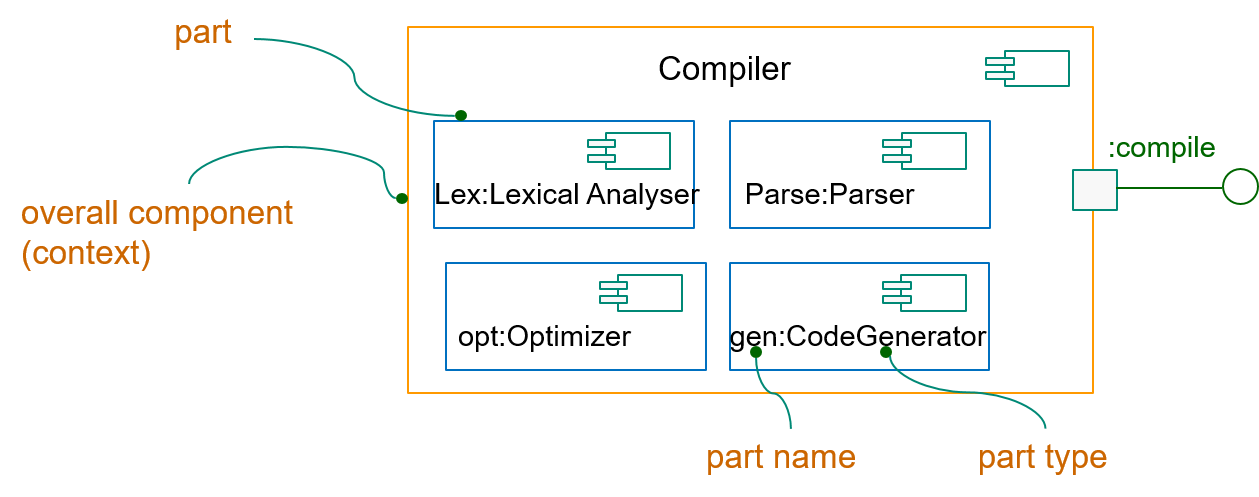 part
Compiler
:compile
Lex:Lexical Analyser
Parse:Parser
overall component
(context)
opt:Optimizer
gen:CodeGenerator
part name
part type